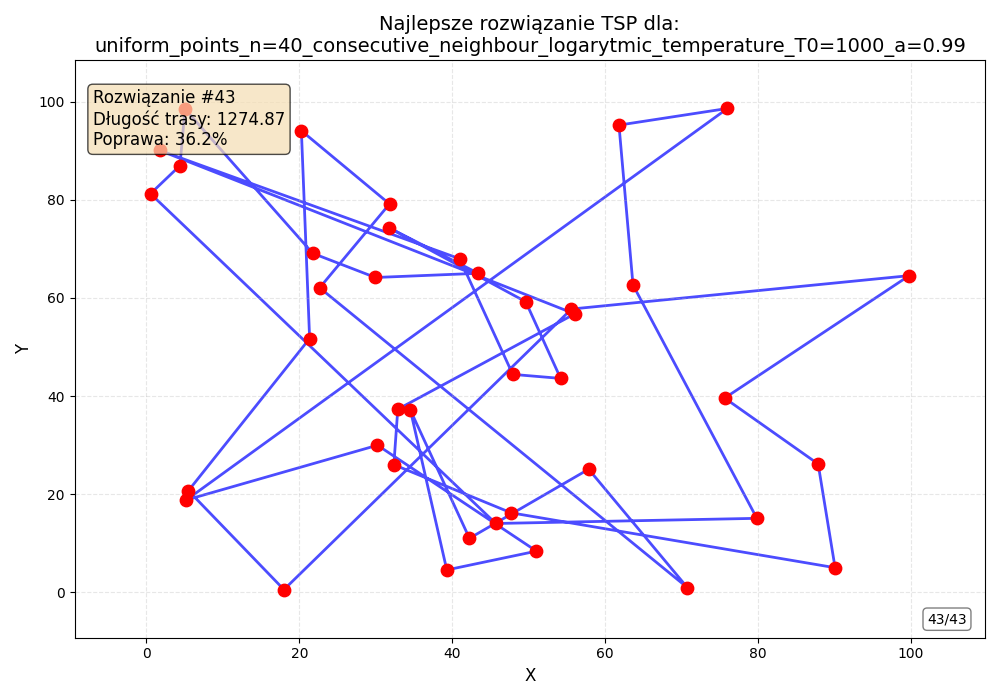 Najlepsze rozwiązanie TSP dla:
uniform_points_n=40_consecutive_neighbour_logarytmic_temperature_T0=1000_a=0.99
Rozwiązanie #43
Długość trasy: 1274.87
Poprawa: 36.2%
100
80
60
40
20
0
Y
43/43
0 20 40 60 80 100
X